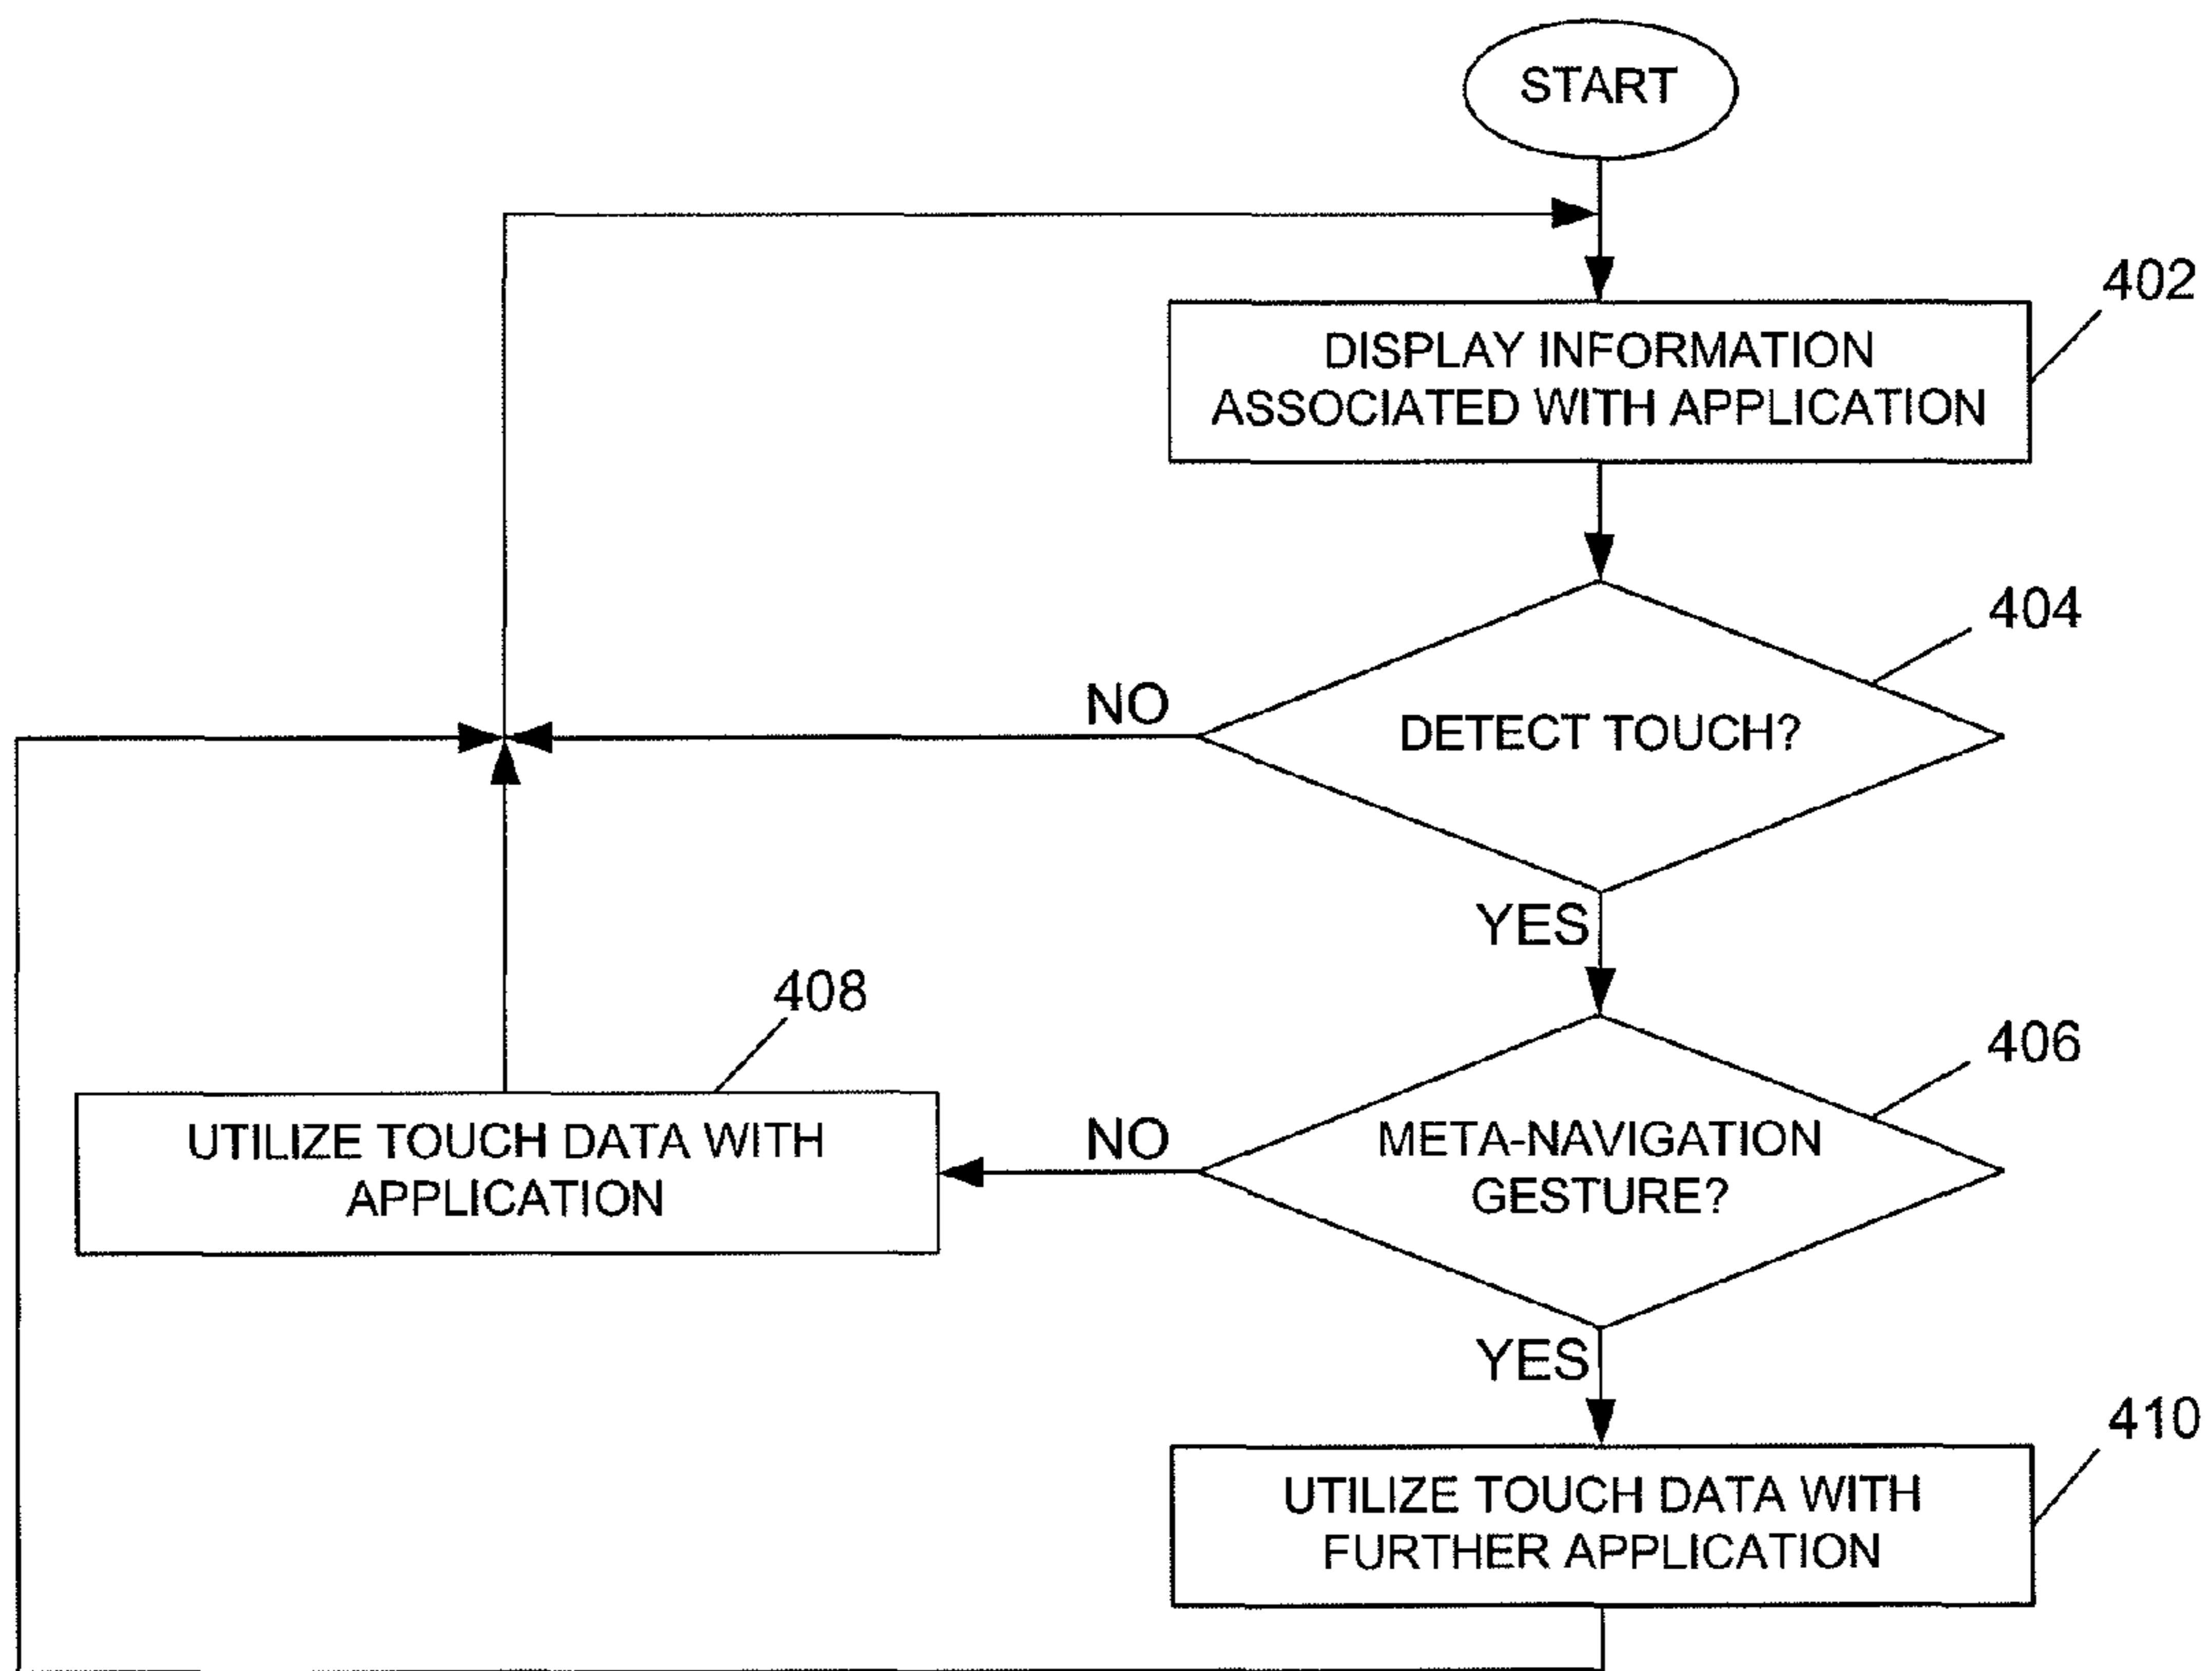 START
402
DISPLAY INFORMATION
ASSOCIATED WITH APPLICATION
404
NO
DETECT TOUCH?
YES
408
406
UTILIZE TOUCH DATA WITH
APPLICATION
NO
META-NAVIGATION
GESTURE?
YES
410
UTILIZE TOUCH DATA WITH
FURTHER APPLICATION